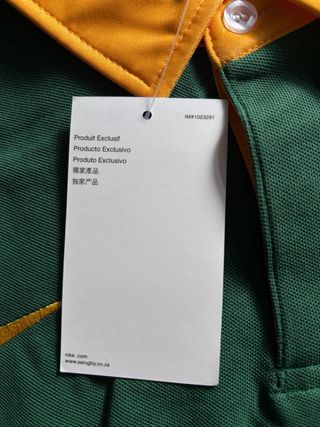 IM#1023291
Produit Exclusif
Producto Exclusivo
Produto Exclusivo
獨家產品
独家产品
nike .com
www.sarugby.co.za